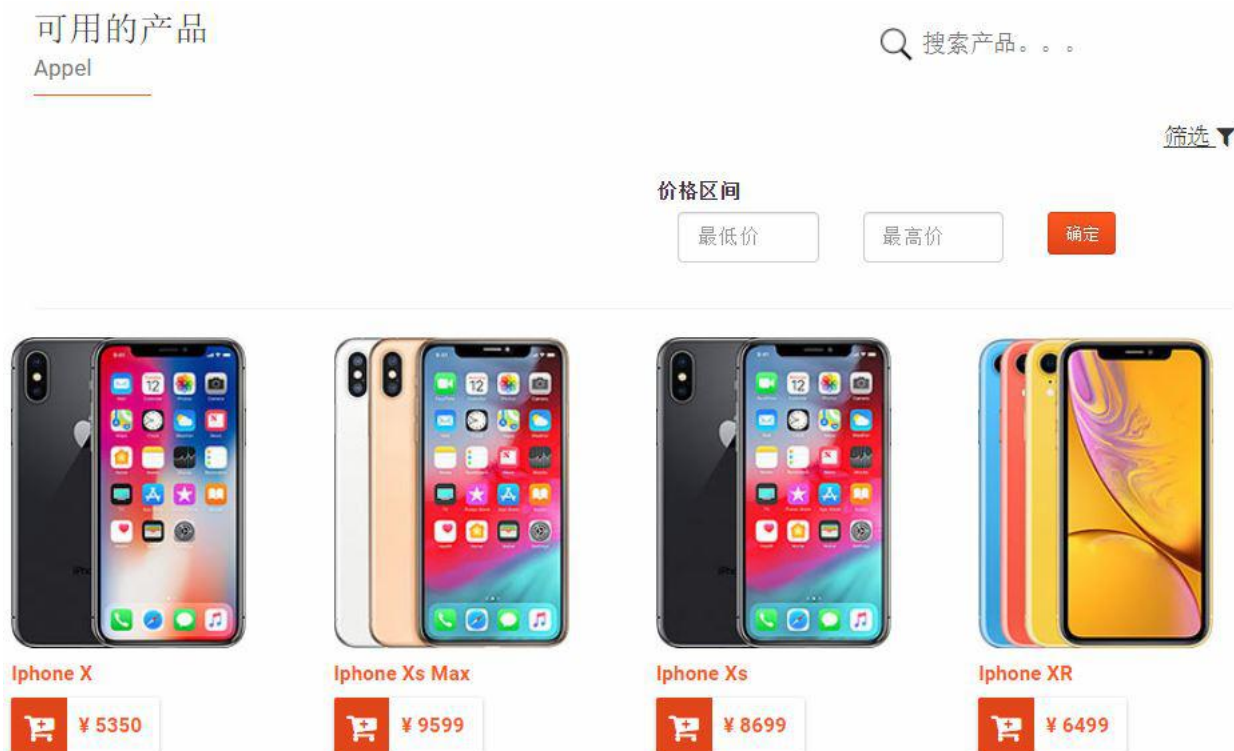 可用的产品
Appel
搜索产品。。。
筛选
价格区间
最低价 最高价 确定
Iphone X Iphone Xs Max Iphone Xs Iphone XR
¥ 5350 ¥ 9599 ¥ 8699 ¥ 6499